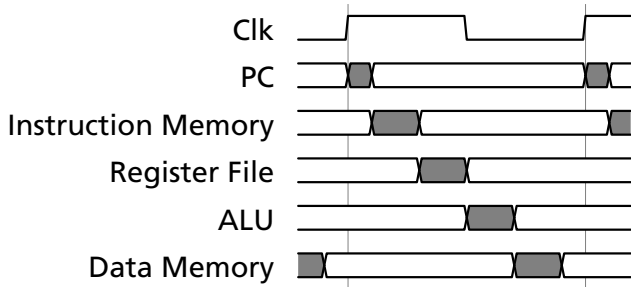 Clk
PC
Instruction Memory
Register File
ALU
Data Memory